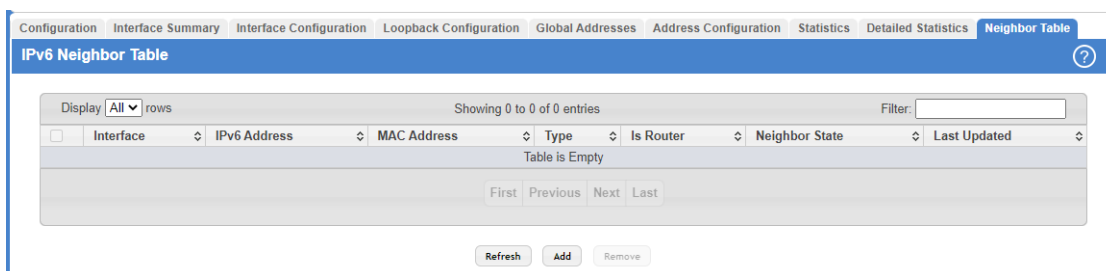 Configuration Interface Summary Interface Configuration Loopback Configuration Global Addresses Address Configuration Statistics Detailed Statistics Neighbor Table
IPv6 Neighbor Table ?
Display All rows Showing 0 to 0 of 0 entries Filter:
Interface IPv6 Address MAC Address Type Is Router Neighbor State Last Updated
Table is Empty
First Previous Next Last
Refresh Add Remove